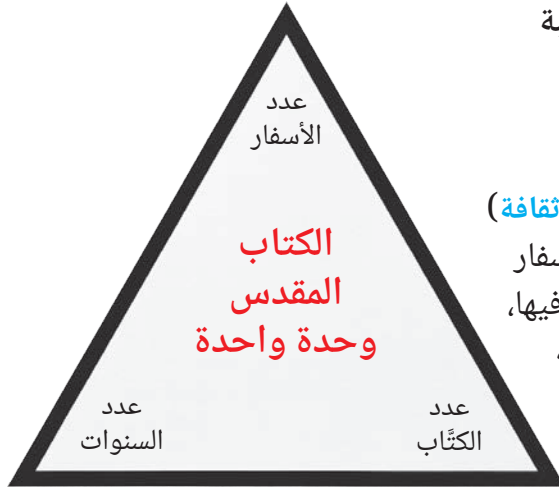 عدد
الأسفار
ثقافة)
سفار
فيها،
الكتاب
المقدس
وحدة واحدة
عدد
الكتَّاب
عدد
السنوات